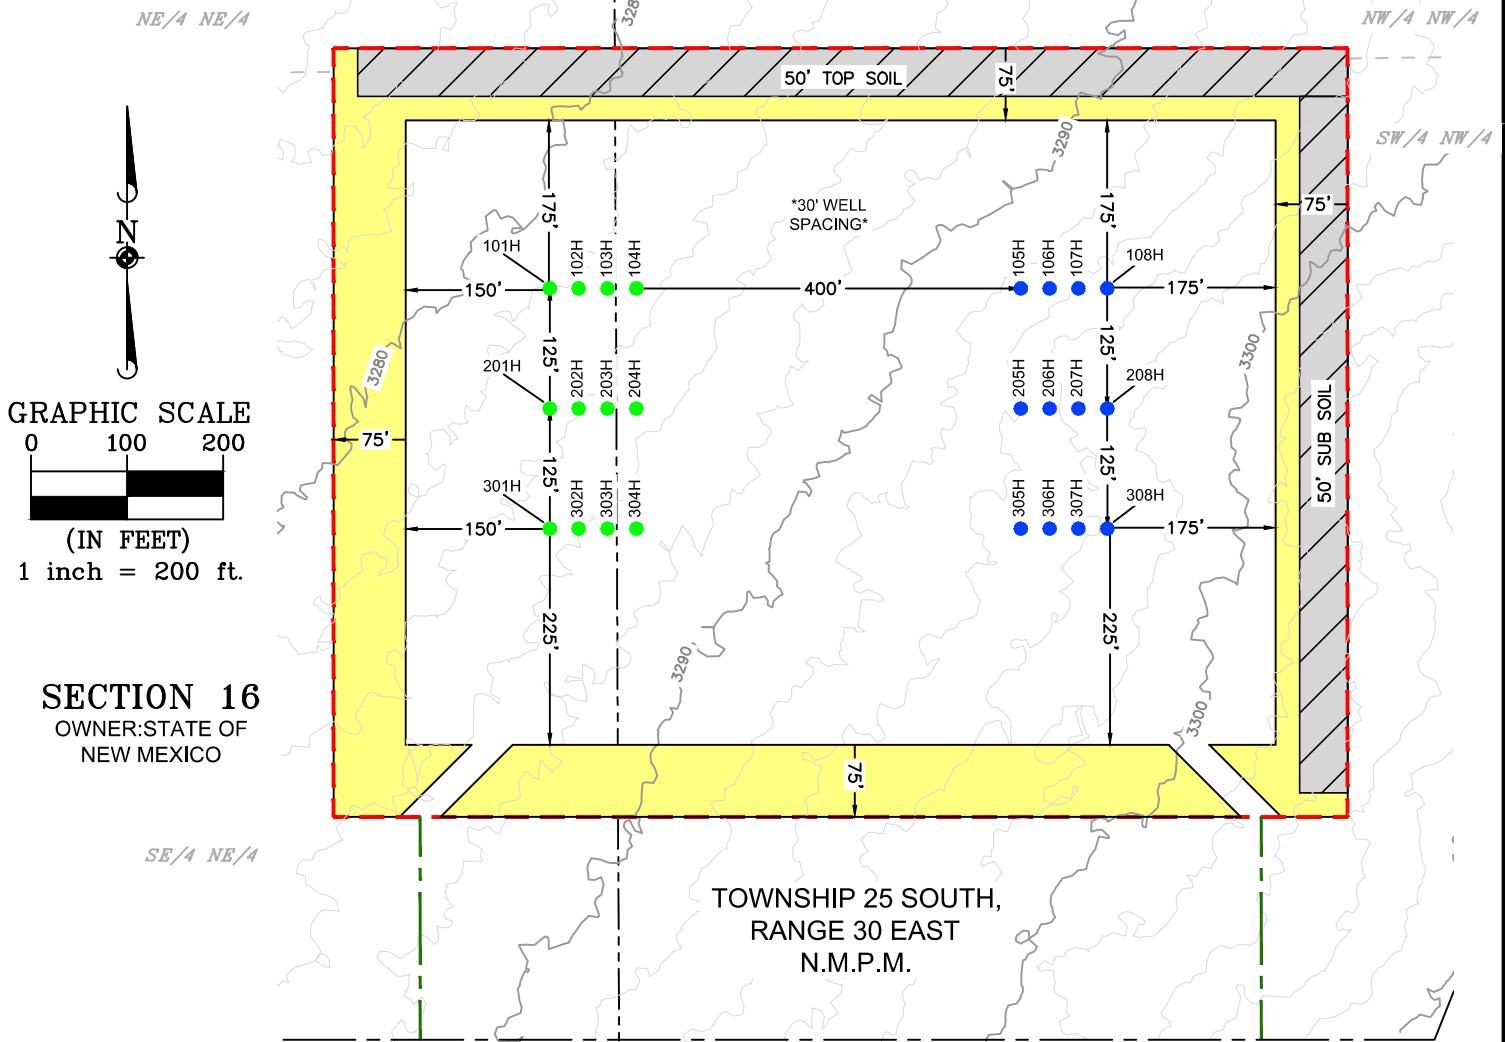 NE/4 NE/4
328
NW/4 NW/4
50' TOP SOIL
75'
3290
SW/4 NW/4
175'
*30' WELL
SPACING*
175'
75'
N
101H
102H
103H
104H
105H
106H
107H
108H
150'
400'
175'
3280
125'
125'
3300
201H
202H
203H
204H
205H
206H
207H
208H
GRAPHIC SCALE
0 100 200
(IN FEET)
1 inch = 200 ft.
75'
50' SUB SOIL
125'
125'
301H
302H
303H
304H
305H
306H
307H
308H
150'
175'
225'
225'
3290
3300
SECTION 16
OWNER:STATE OF
NEW MEXICO
75'
SE/4 NE/4
TOWNSHIP 25 SOUTH,
RANGE 30 EAST
N.M.P.M.